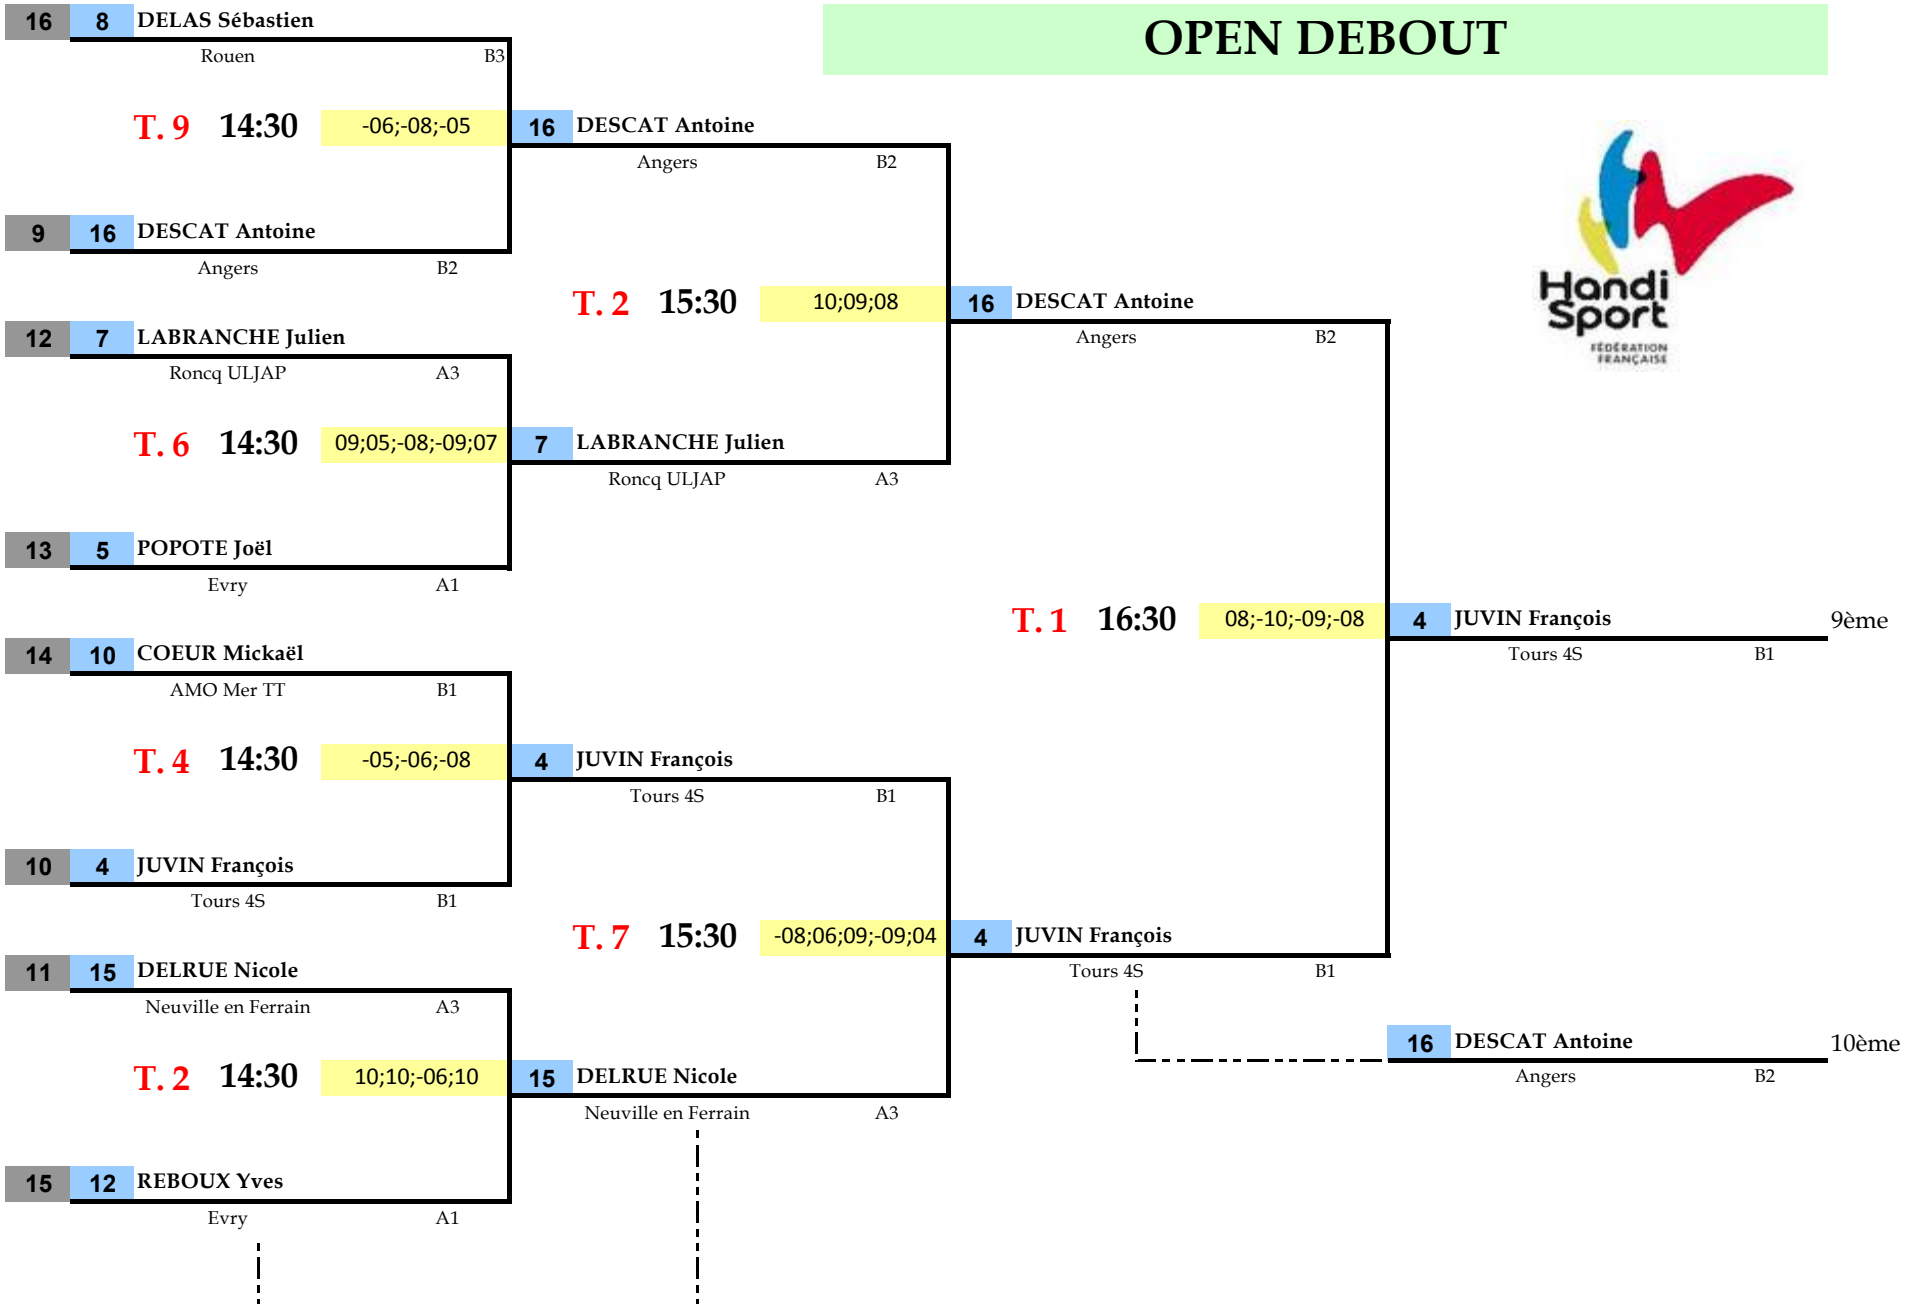 OPEN DEBOUT
16 8 DELAS Sébastien
Rouen B3
T. 9 14:30 -06;-08;-05 16 DESCAT Antoine
Angers B2
9 16 DESCAT Antoine
Angers B2
T. 2 15:30 10;09;08 16 DESCAT Antoine
Angers B2
Handi
Sport
FÉDÉRATION
FRANÇAISE
12 7 LABRANCHE Julien
Roncq ULJAP A3
T. 6 14:30 09;05;-08;-09;07 7 LABRANCHE Julien
Roncq ULJAP A3
13 5 POPOTE Joël
Evry A1
T. 1 16:30 08;-10;-09;-08 4 JUVIN François 9ème
Tours 4S B1
14 10 COEUR Mickaël
AMO Mer TT B1
T. 4 14:30 -05;-06;-08 4 JUVIN François
Tours 4S B1
10 4 JUVIN François
Tours 4S B1
T. 7 15:30 -08;06;09;-09;04 4 JUVIN François
Tours 4S B1
11 15 DELRUE Nicole
Neuville en Ferrain A3
16 DESCAT Antoine 10ème
Angers B2
T. 2 14:30 10;10;-06;10 15 DELRUE Nicole
Neuville en Ferrain A3
15 12 REBOUX Yves
Evry A1